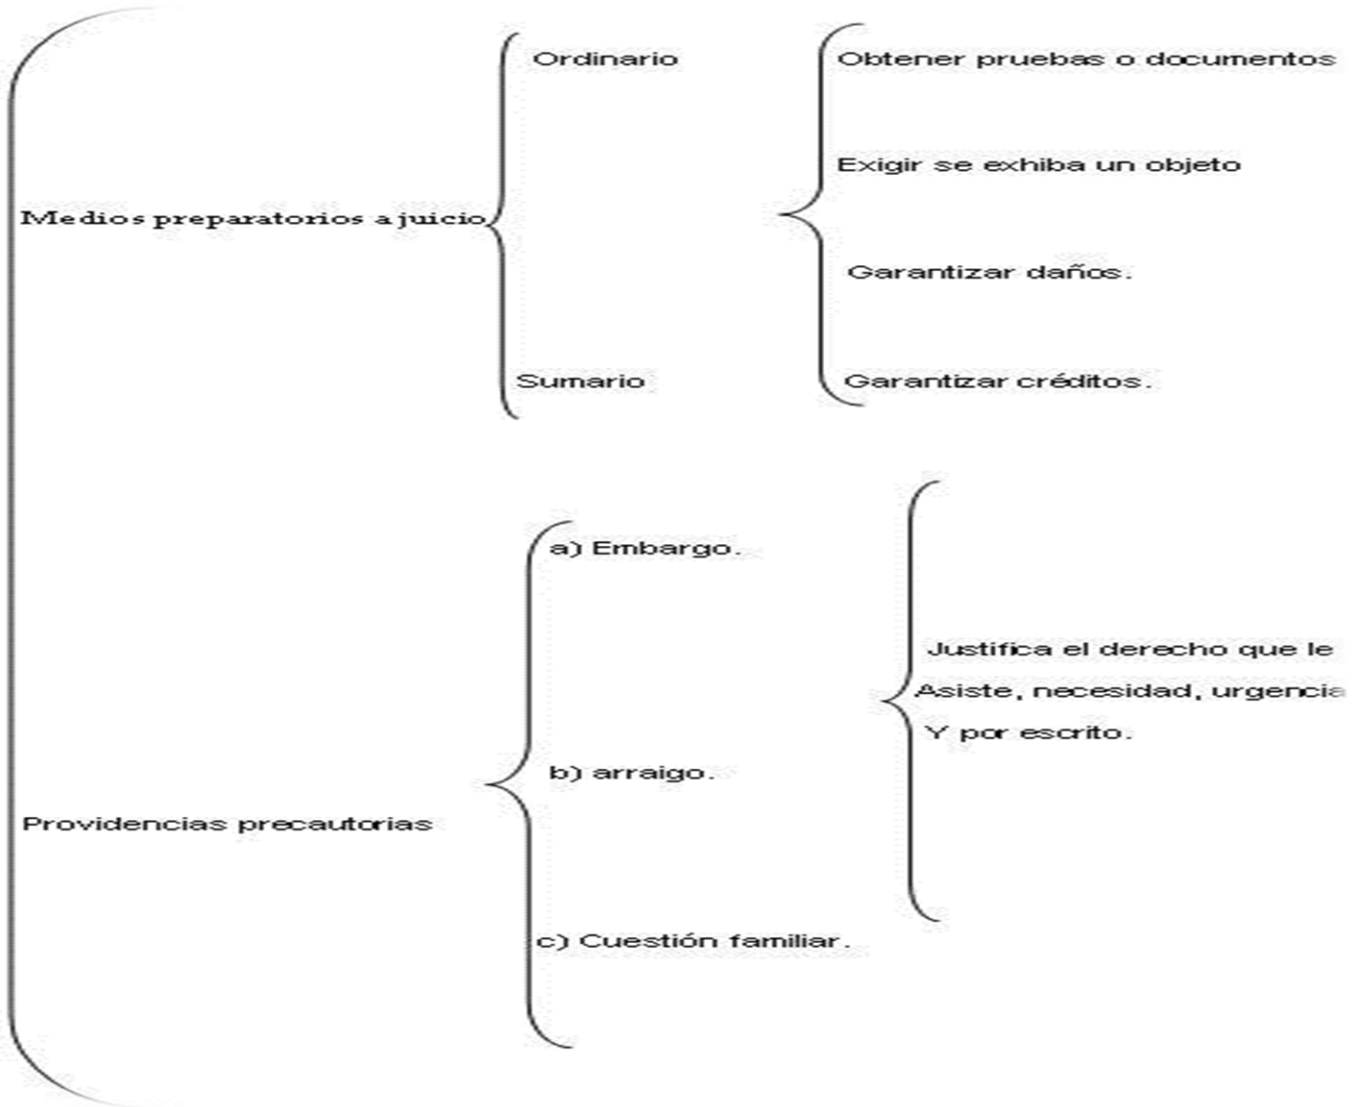 Medios preparatorios a juicio
Ordinario
Sumario
Obtener pruebas o documentos
Exigir se exhiba un objeto
Garantizar daños.
Garantizar créditos.
Providencias precautorias
a) Embargo.
b) arraigo.
c) Cuestión familiar.
Justifica el derecho que le
Asiste, necesidad, urgencia
Y por escrito.